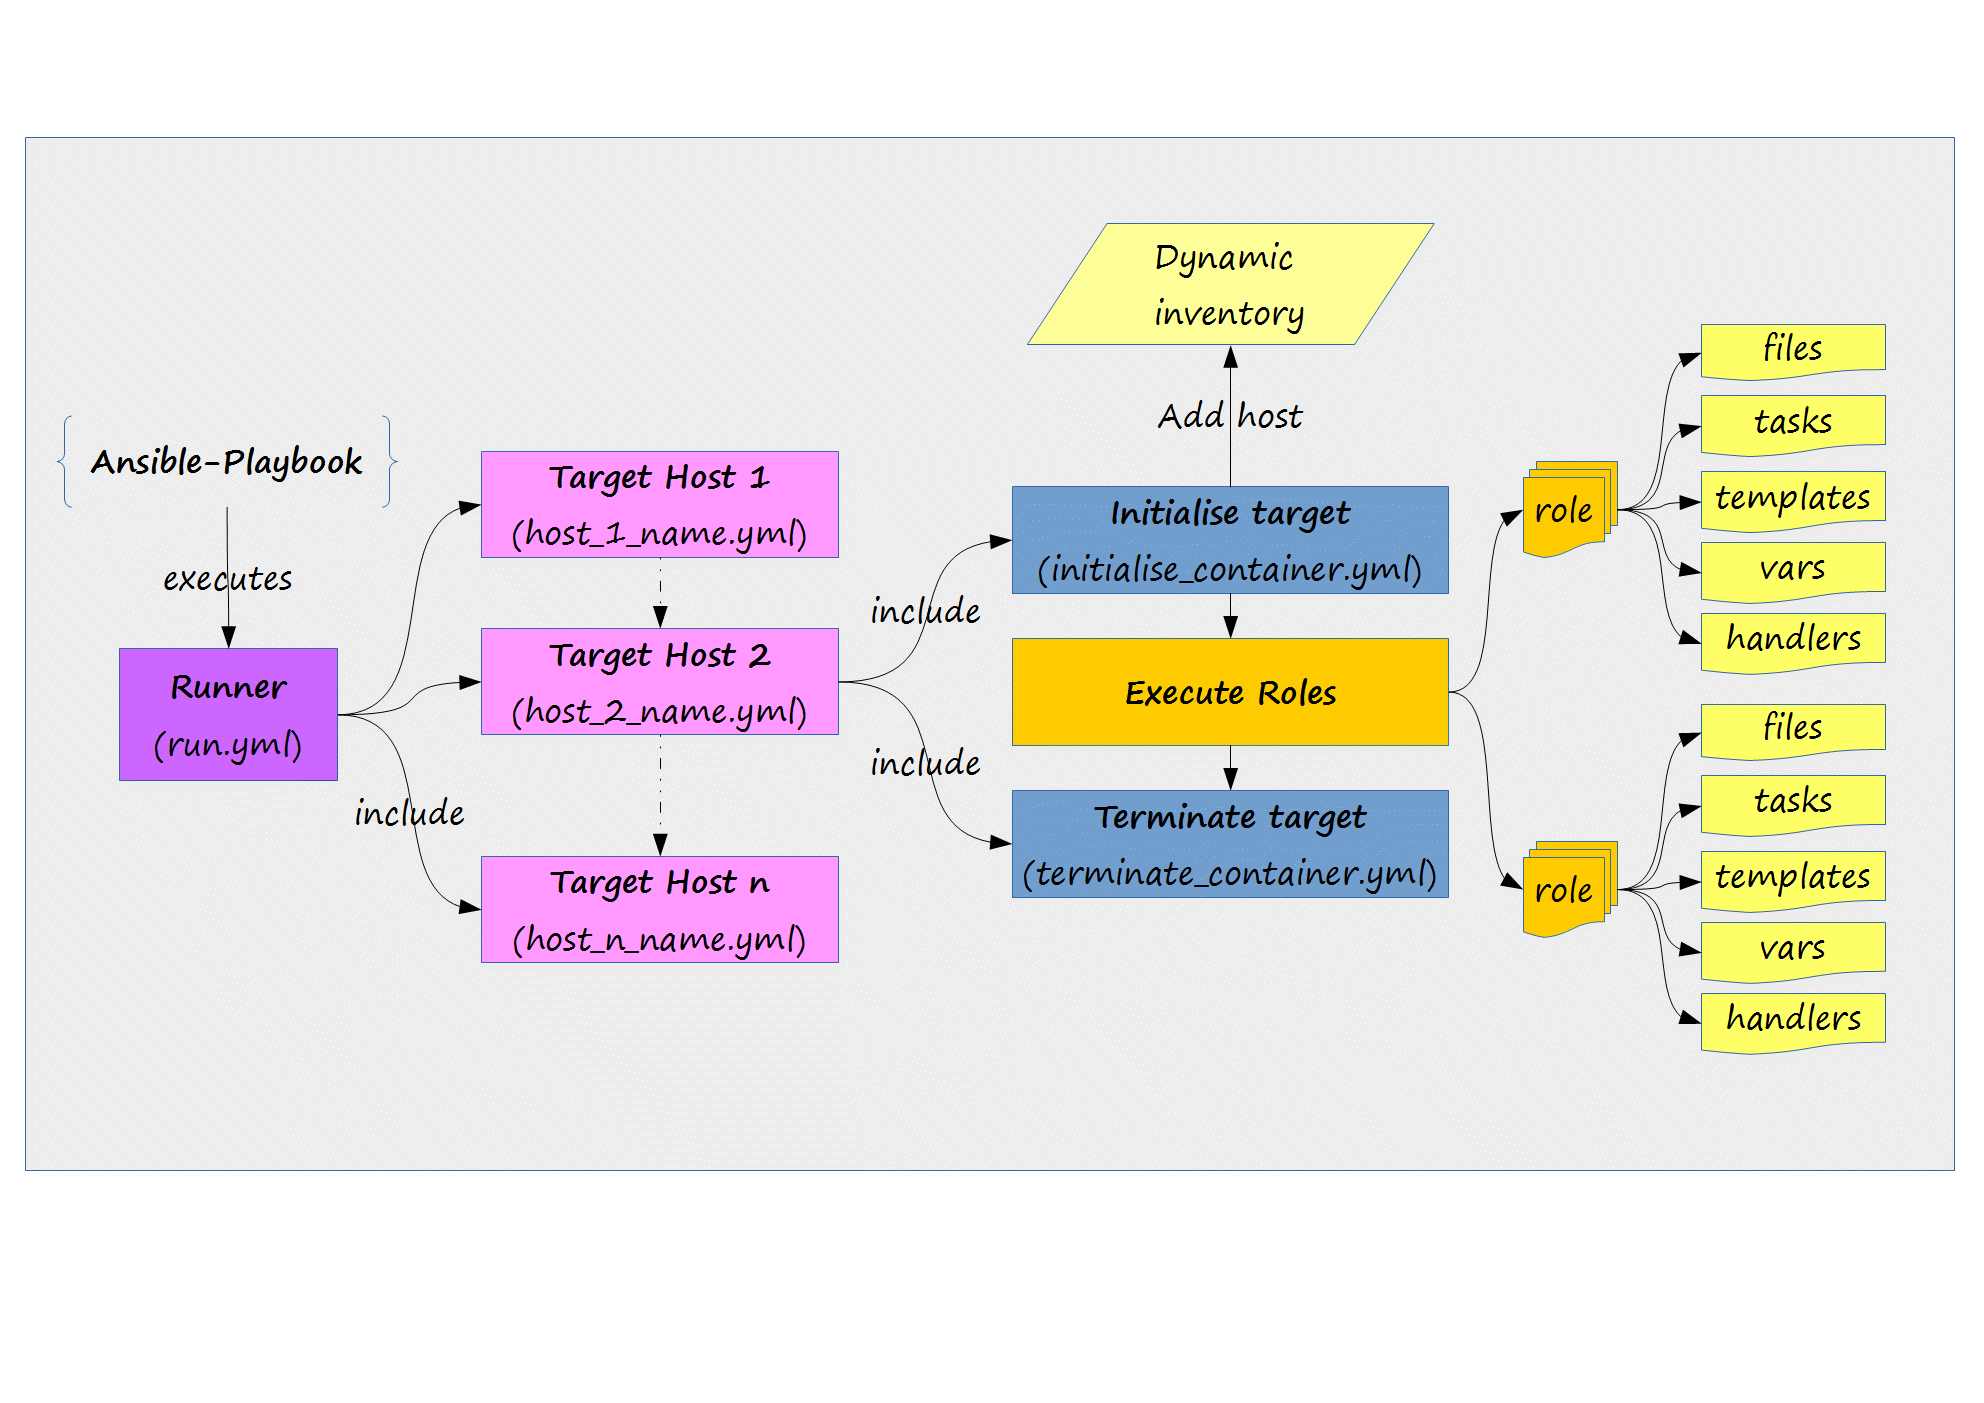 Ansible-Playbook
executes
Runner
(run.yml)
include
Target Host 1
(host_1_name.yml)
Target Host 2
(host_2_name.yml)
Target Host n
(host_n_name.yml)
include
include
Dynamic
inventory
Add host
Initialise target
(initialise_container.yml)
Execute Roles
Terminate target
(terminate_container.yml)
role
files
tasks
templates
vars
handlers
role
files
tasks
templates
vars
handlers